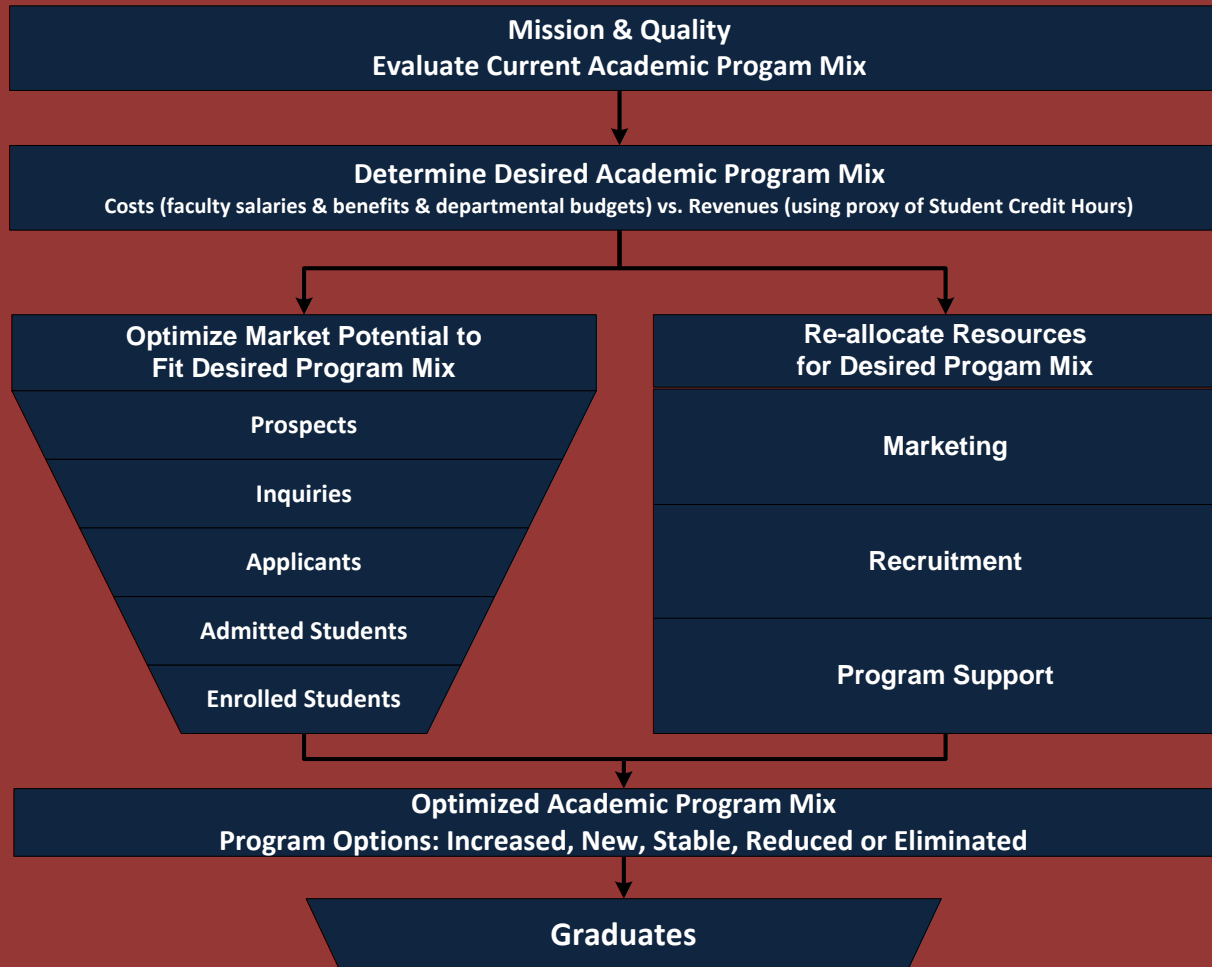 Mission & Quality
Evaluate Current Academic Progam Mix
Determine Desired Academic Program Mix
Costs (faculty salaries & benefits & departmental budgets) vs. Revenues (using proxy of Student Credit Hours)
Optimize Market Potential to
Fit Desired Program Mix
Prospects
Inquiries
Applicants
Admitted Students
Enrolled Students
Re-allocate Resources
for Desired Progam Mix
Marketing
Recruitment
Program Support
Optimized Academic Program Mix
Program Options: Increased, New, Stable, Reduced or Eliminated
Graduates